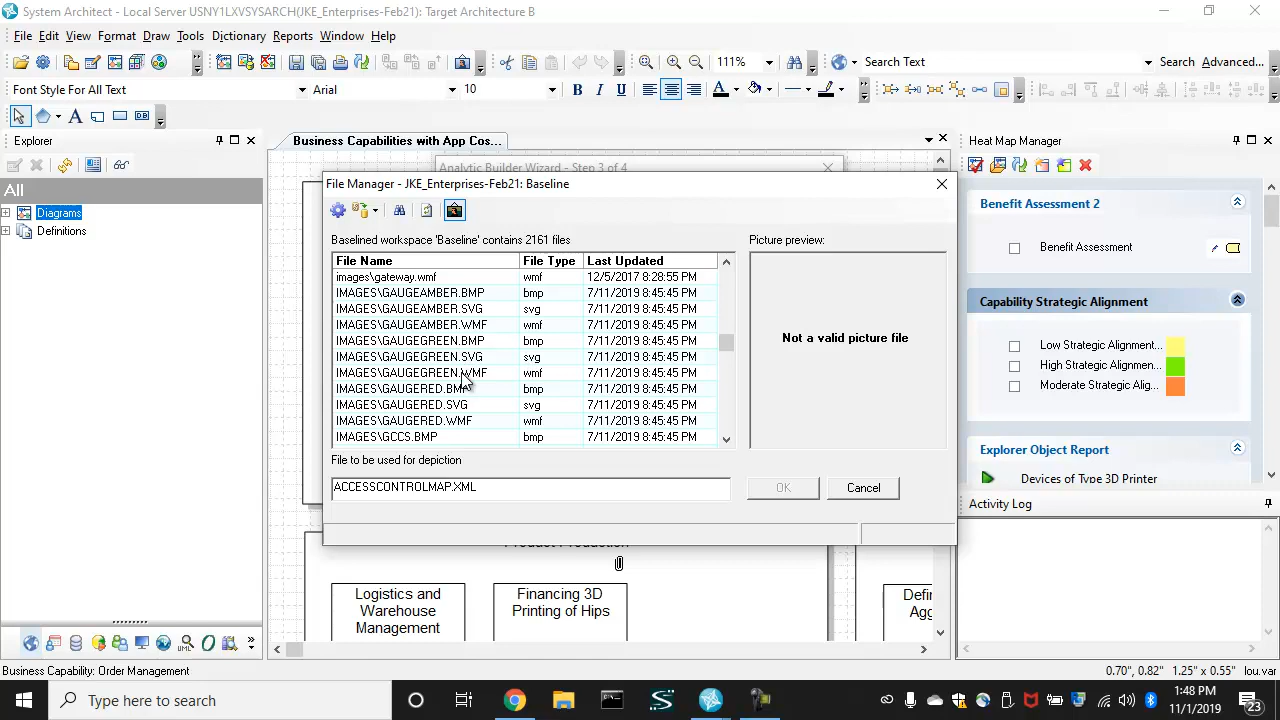 System Architect - Local Server USNY1LXVSYSARCH(JKE_Enterprises-Feb21): Target Architecture B
File Edit View Format Draw Tools Dictionary Reports Window Help
111%
Search Text
Search Advanced...
Font Style For All Text
Arial
10
B I U A
A
Explorer
Business Capabilities with App Cos...
Heat Map Manager
Analytic Builder Wizard - Step 3 of 4
All
Diagrams
Definitions
File Manager - JKE_Enterprises-Feb21: Baseline
Baselined workspace 'Baseline' contains 2161 files
Picture preview:
File Name File Type Last Updated
images\gateway.wmf wmf 12/5/2017 8:28:55 PM
IMAGES\GAUGEAMBER.BMP bmp 7/11/2019 8:45:45 PM
IMAGES\GAUGEAMBER.SVG svg 7/11/2019 8:45:45 PM
IMAGES\GAUGEAMBER.WMF wmf 7/11/2019 8:45:45 PM
IMAGES\GAUGEGREEN.BMP bmp 7/11/2019 8:45:45 PM
IMAGES\GAUGEGREEN.SVG svg 7/11/2019 8:45:45 PM
IMAGES\GAUGEGREEN.WMF wmf 7/11/2019 8:45:45 PM
IMAGES\GAUGERED.BMP bmp 7/11/2019 8:45:45 PM
IMAGES\GAUGERED.SVG svg 7/11/2019 8:45:45 PM
IMAGES\GAUGERED.WMF wmf 7/11/2019 8:45:45 PM
IMAGES\GCCS.BMP bmp 7/11/2019 8:45:45 PM
Not a valid picture file
File to be used for depiction
ACCESSCONTROLMAP.XML
OK
Cancel
Benefit Assessment 2
Benefit Assessment
Capability Strategic Alignment
Low Strategic Alignment...
High Strategic Alignment...
Moderate Strategic Alig...
Explorer Object Report
Devices of Type 3D Printer
Activity Log
Product Production
Logistics and
Warehouse
Management
Financing 3D
Printing of Hips
Defin
Agg
UML
Business Capability: Order Management
0.70", 0.82"
1.25" x 0.55"
lou.var
Type here to search
1:48 PM
11/1/2019
23